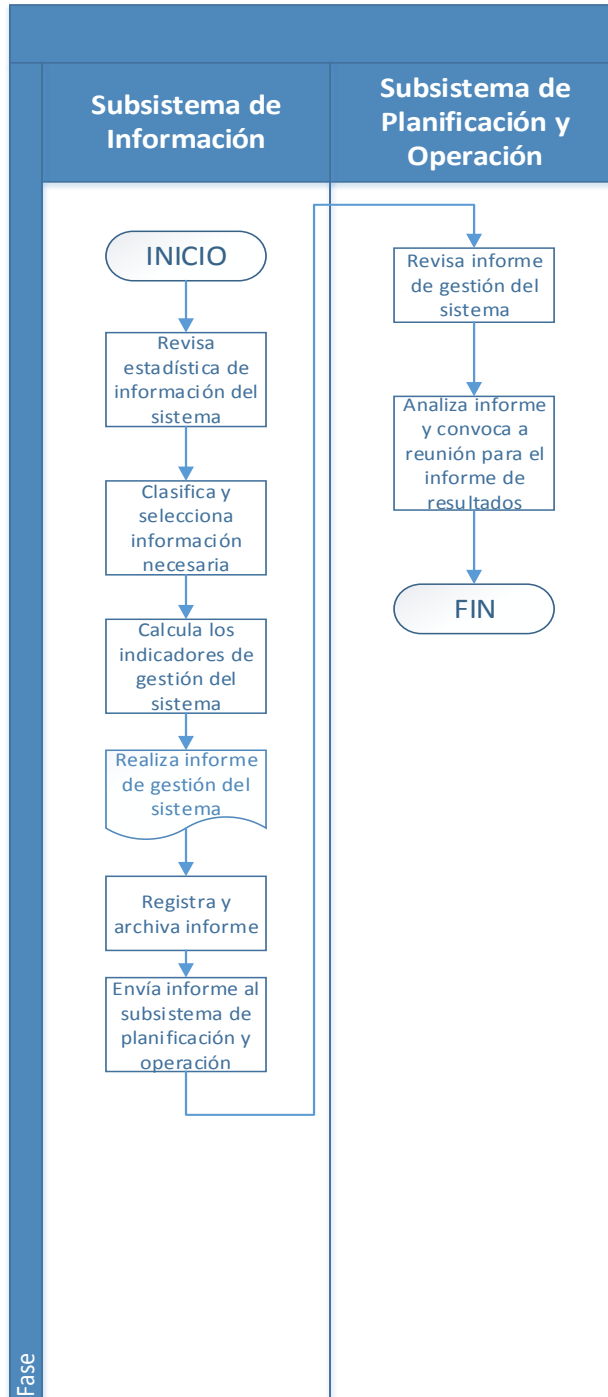 Subsistema de
Información
Subsistema de
Planificación y
Operación
INICIO
Revisa
estadística de
información del
sistema
Clasifica y
selecciona
información
necesaria
Calcula los
indicadores de
gestión del
sistema
Realiza informe
de gestión del
sistema
Registra y
archiva informe
Envía informe al
subsistema de
planificación y
operación
Revisa informe
de gestión del
sistema
Analiza informe
y convoca a
reunión para el
informe de
resultados
FIN
Fase